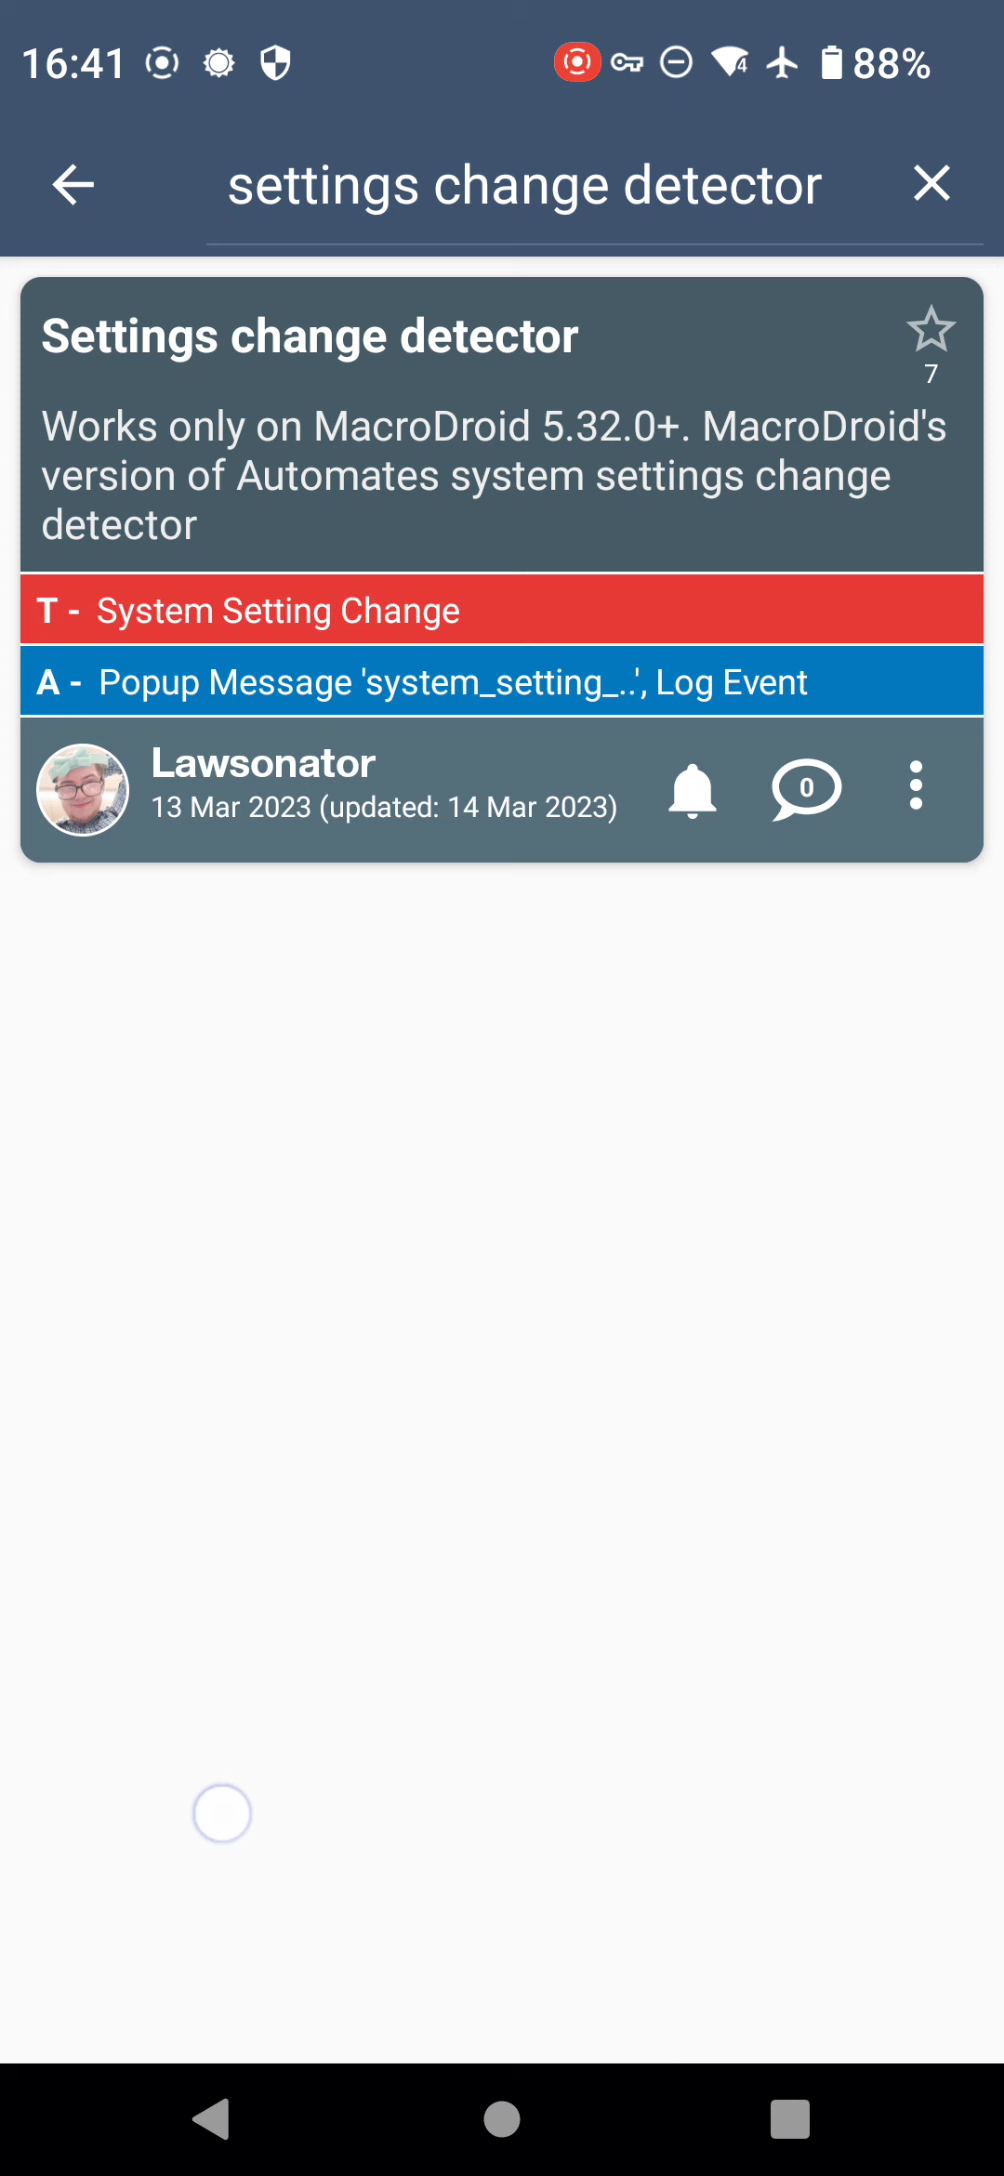 16:41
4
88%
settings change detector
Settings change detector
7
Works only on MacroDroid 5.32.0+. MacroDroid's
version of Automates system settings change
detector
T - System Setting Change
A - Popup Message 'system_setting_..', Log Event
Lawsonator
0
13 Mar 2023 (updated: 14 Mar 2023)